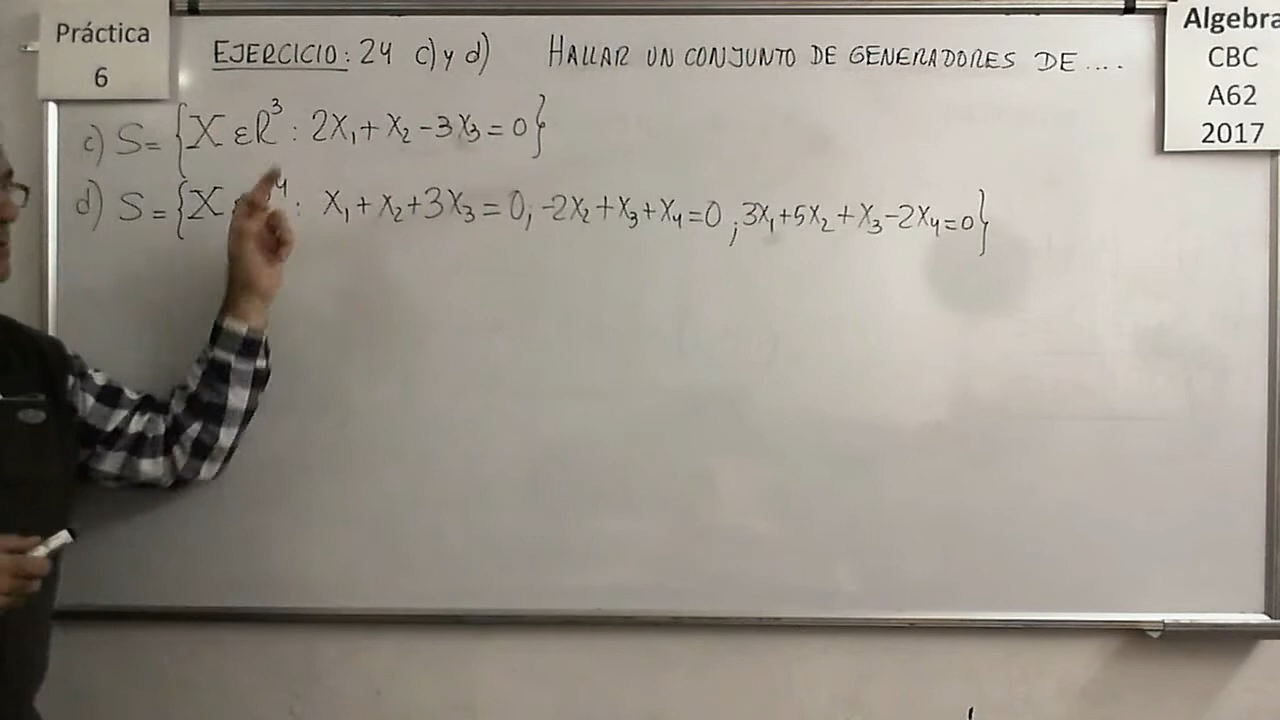 Práctica
6
EJERCICIO: 24 c) y d) HALLAR UN CONJUNTO DE GENERADORES DE ....
Algebra
CBC
A62
2017
c) S = {X ε R³ : 2X₁ + X₂ - 3X₃ = 0}
d) S = {X ⁴ : X₁ + X₂ + 3X₃ = 0, -2X₂ + X₃ + X₄ = 0 ; 3X₁ + 5X₂ + X₃ - 2X₄ = 0}